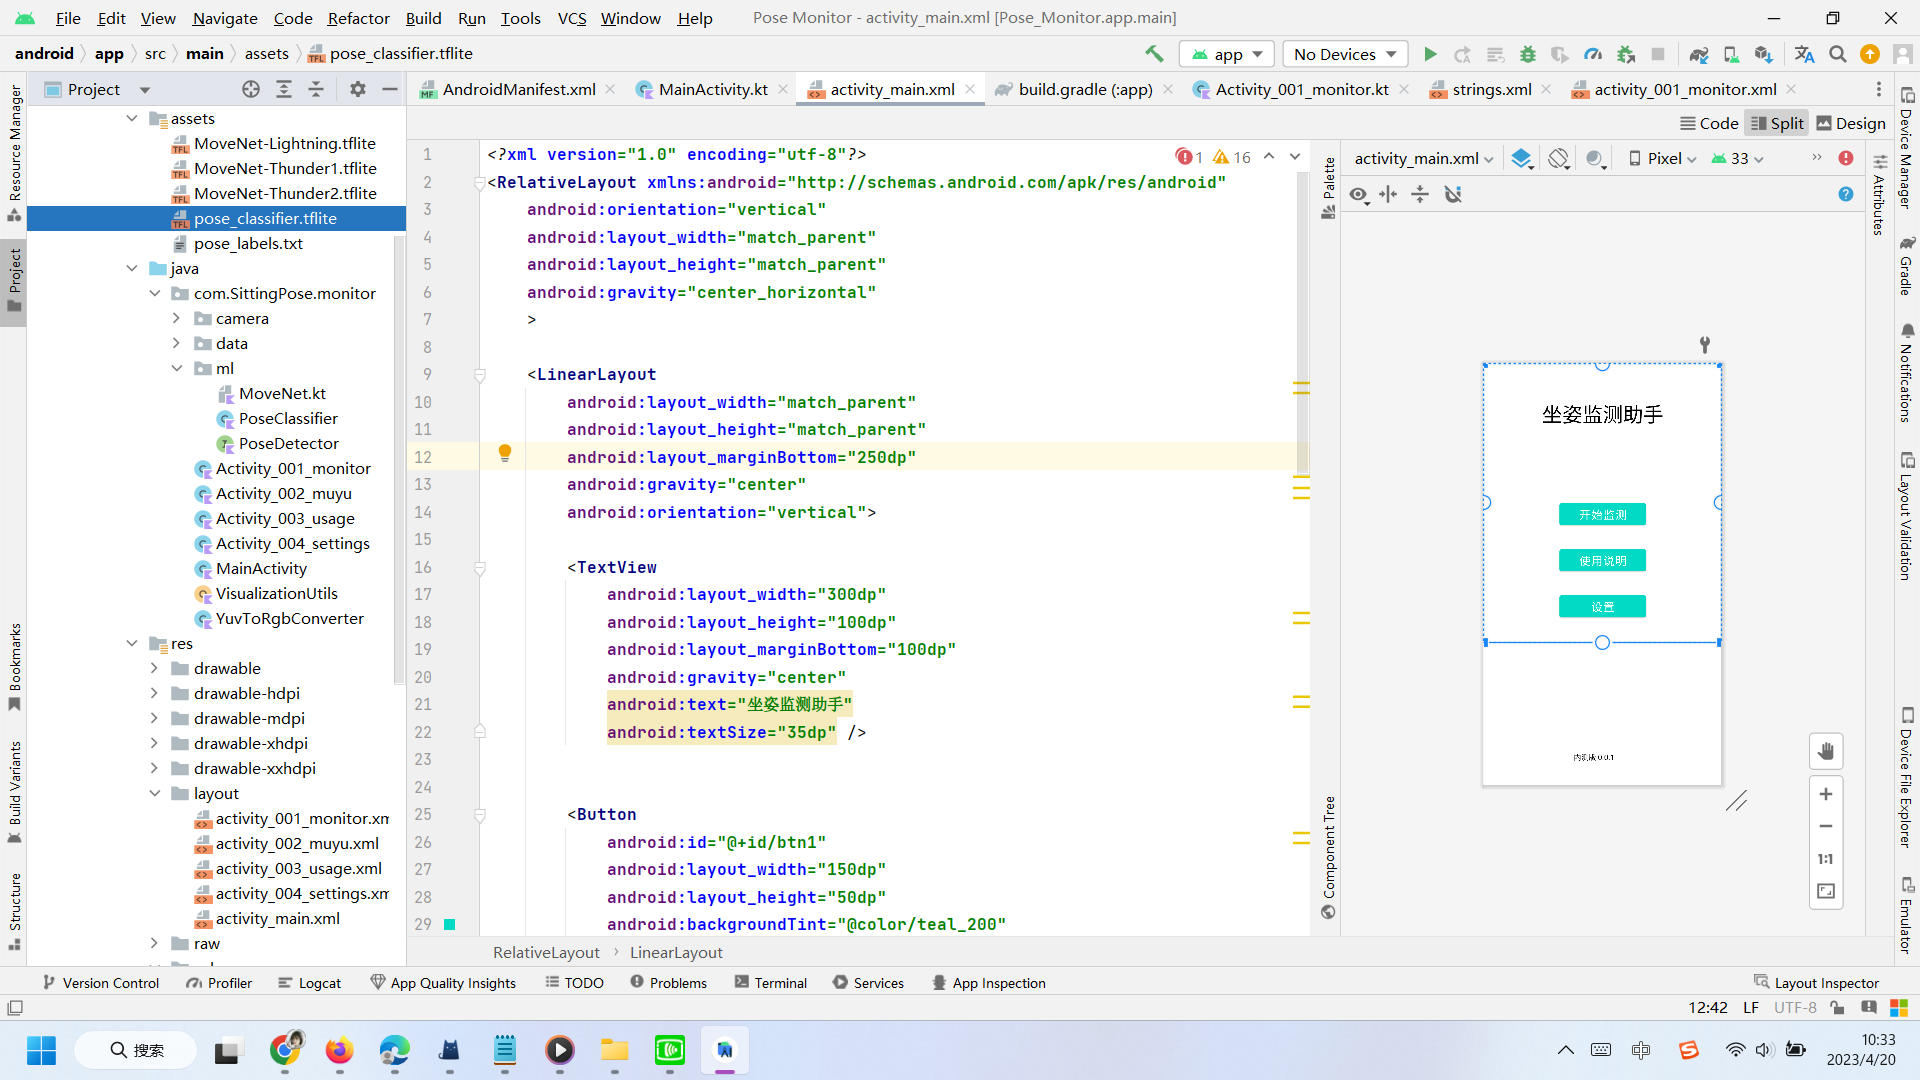 File Edit View Navigate Code Refactor Build Run Tools VCS Window Help Pose Monitor - activity_main.xml [Pose_Monitor.app.main]
android app src main assets pose_classifier.tflite app No Devices
Project AndroidManifest.xml MainActivity.kt activity_main.xml build.gradle (:app) Activity_001_monitor.kt strings.xml activity_001_monitor.xml
Code Split Design
activity_main.xml Pixel 33
1 16
Resource Manager
Project
Bookmarks
Build Variants
Structure
assets
MoveNet-Lightning.tflite
MoveNet-Thunder1.tflite
MoveNet-Thunder2.tflite
pose_classifier.tflite
pose_labels.txt
java
com.SittingPose.monitor
camera
data
ml
MoveNet.kt
PoseClassifier
PoseDetector
Activity_001_monitor
Activity_002_muyu
Activity_003_usage
Activity_004_settings
MainActivity
VisualizationUtils
YuvToRgbConverter
res
drawable
drawable-hdpi
drawable-mdpi
drawable-xhdpi
drawable-xxhdpi
layout
activity_001_monitor.xm
activity_002_muyu.xml
activity_003_usage.xml
activity_004_settings.xm
activity_main.xml
raw
1 <?xml version="1.0" encoding="utf-8"?>
2 <RelativeLayout xmlns:android="http://schemas.android.com/apk/res/android"
3 android:orientation="vertical"
4 android:layout_width="match_parent"
5 android:layout_height="match_parent"
6 android:gravity="center_horizontal"
7 >
8
9 <LinearLayout
10 android:layout_width="match_parent"
11 android:layout_height="match_parent"
12 android:layout_marginBottom="250dp"
13 android:gravity="center"
14 android:orientation="vertical">
15
16 <TextView
17 android:layout_width="300dp"
18 android:layout_height="100dp"
19 android:layout_marginBottom="100dp"
20 android:gravity="center"
21 android:text="坐姿监测助手"
22 android:textSize="35dp" />
23
24
25 <Button
26 android:id="@+id/btn1"
27 android:layout_width="150dp"
28 android:layout_height="50dp"
29 android:backgroundTint="@color/teal_200"
RelativeLayout LinearLayout
Palette
Component Tree
坐姿监测助手
开始监测
使用说明
设置
内测版 0.0.1
1:1
Attributes
Device Manager
Gradle
Notifications
Layout Validation
Device File Explorer
Emulator
Version Control Profiler Logcat App Quality Insights TODO Problems Terminal Services App Inspection Layout Inspector
12:42 LF UTF-8
搜索 中 10:33
2023/4/20